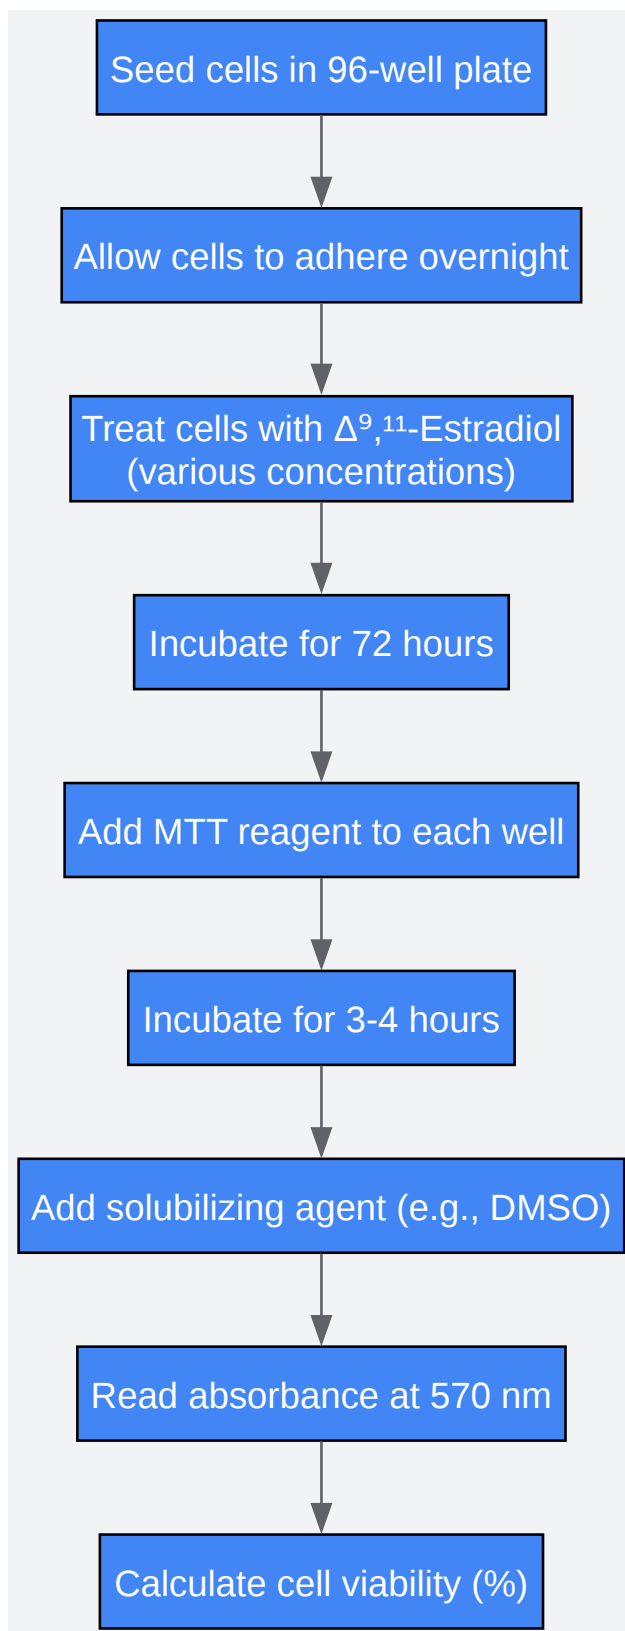 Seed cells in 96-well plate
Allow cells to adhere overnight
Treat cells with Δ⁹,¹¹-Estradiol
(various concentrations)
Incubate for 72 hours
Add MTT reagent to each well
Incubate for 3-4 hours
Add solubilizing agent (e.g., DMSO)
Read absorbance at 570 nm
Calculate cell viability (%)